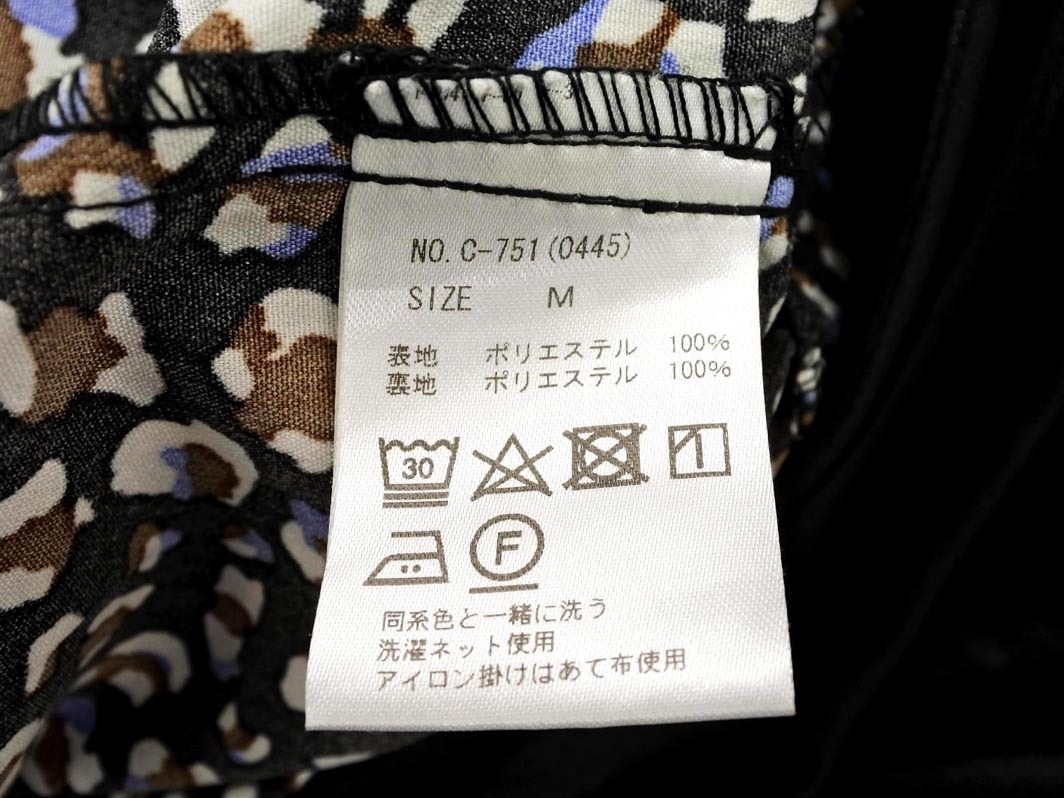 NO. C-751(0445)
SIZE M
表地 ポリエステル 100%
裏地 ポリエステル 100%
30
1
F
同系色と一緒に洗う
洗濯ネット使用
アイロン掛けはあて布使用